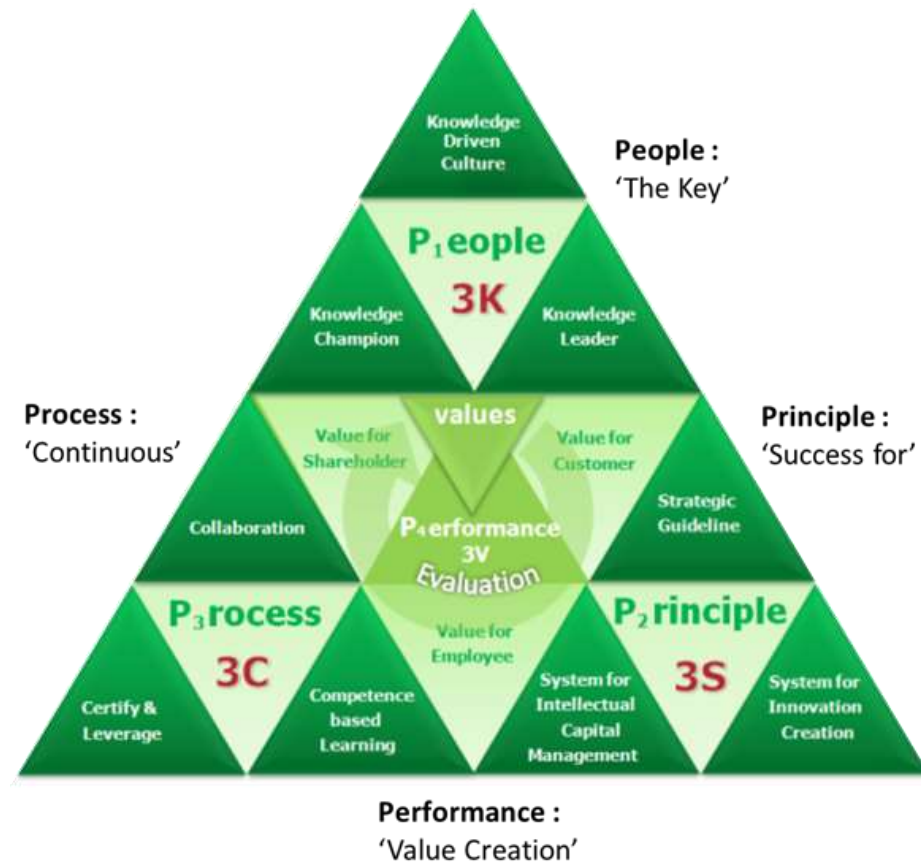 Knowledge
Driven
Culture
People :
'The Key'
P₁eople
3K
Knowledge
Champion
Knowledge
Leader
Process :
'Continuous'
Principle :
'Success for'
values
Value for
Shareholder
Value for
Customer
Collaboration
Strategic
Guideline
P₄erformance
3V
Evaluation
P₃rocess
3C
P₂rinciple
3S
Value for
Employee
Certify &
Leverage
Competence
based
Learning
System for
Intellectual
Capital
Management
System for
Innovation
Creation
Performance :
'Value Creation'